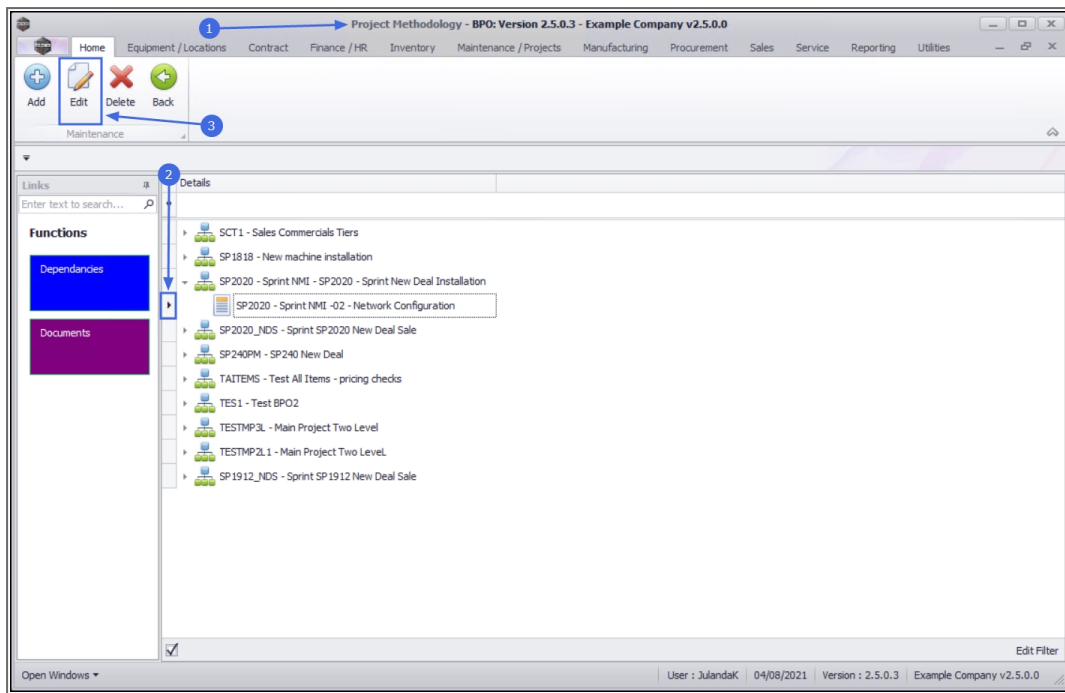 1
Project Methodology - BPO: Version 2.5.0.3 - Example Company v2.5.0.0
Home Equipment / Locations Contract Finance / HR Inventory Maintenance / Projects Manufacturing Procurement Sales Service Reporting Utilities
Add Edit Delete Back
3
Maintenance
2
Links
Details
Enter text to search...
Functions
Dependancies
Documents
SCT1 - Sales Commercials Tiers
SP1818 - New machine installation
SP2020 - Sprint NMI - SP2020 - Sprint New Deal Installation
SP2020 - Sprint NMI -02 - Network Configuration
SP2020_NDS - Sprint SP2020 New Deal Sale
SP240PM - SP240 New Deal
TAITEMS - Test All Items - pricing checks
TES1 - Test BPO2
TESTMP3L - Main Project Two Level
TESTMP2L1 - Main Project Two LeveL
SP1912_NDS - Sprint SP1912 New Deal Sale
Edit Filter
Open Windows
User : JulandaK 04/08/2021 Version : 2.5.0.3 Example Company v2.5.0.0